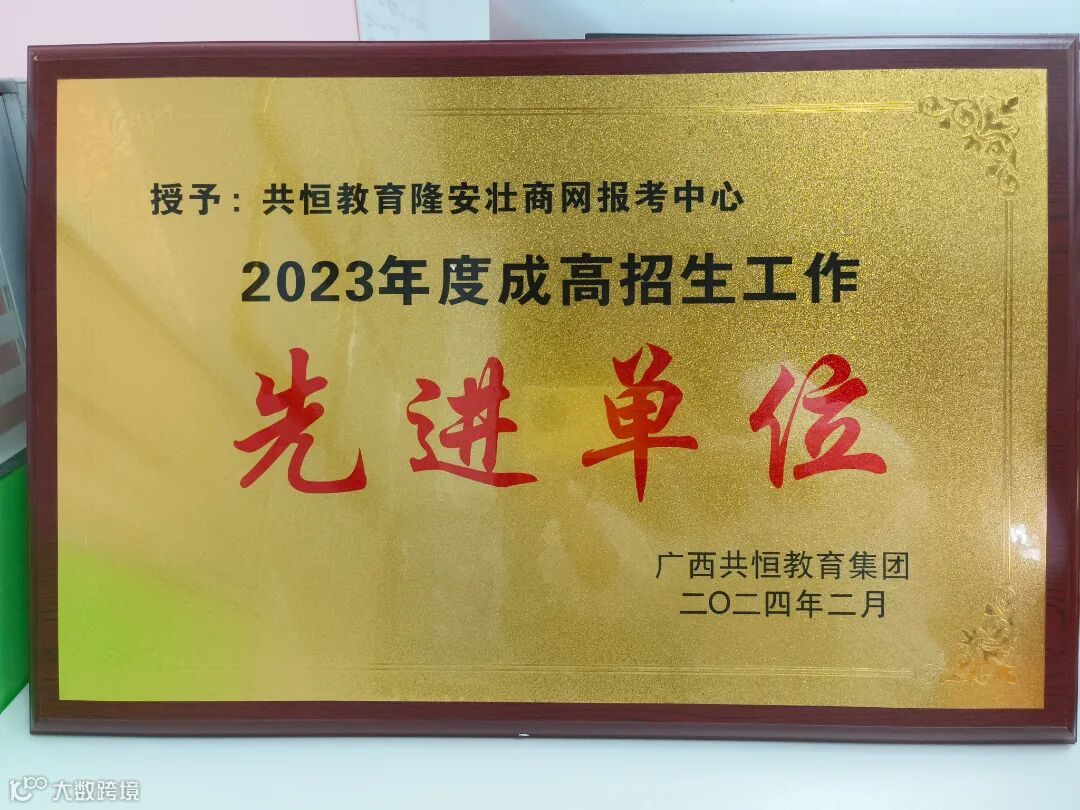 授予：共恒教育隆安壮商网报考中心
2023年度成高招生工作
先进单位
广西共恒教育集团
二〇二四年二月
大数跨境